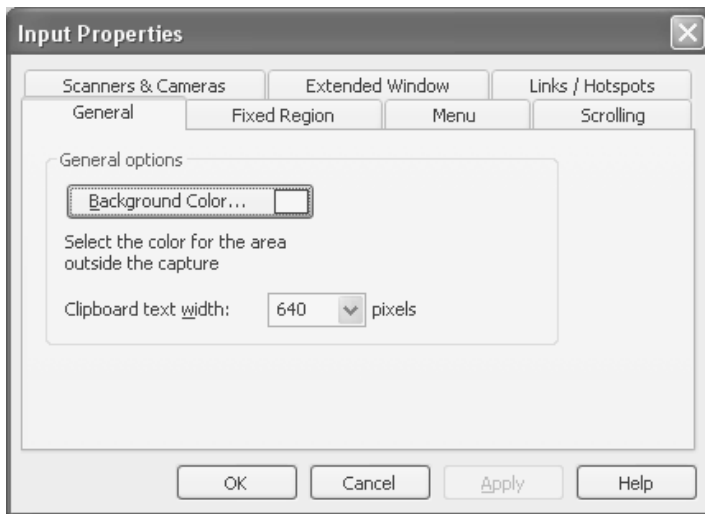 Input Properties
Scanners & Cameras Extended Window Links / Hotspots
General Fixed Region Menu Scrolling
General options
Background Color...
Select the color for the area
outside the capture
Clipboard text width: 640 pixels
OK Cancel Apply Help